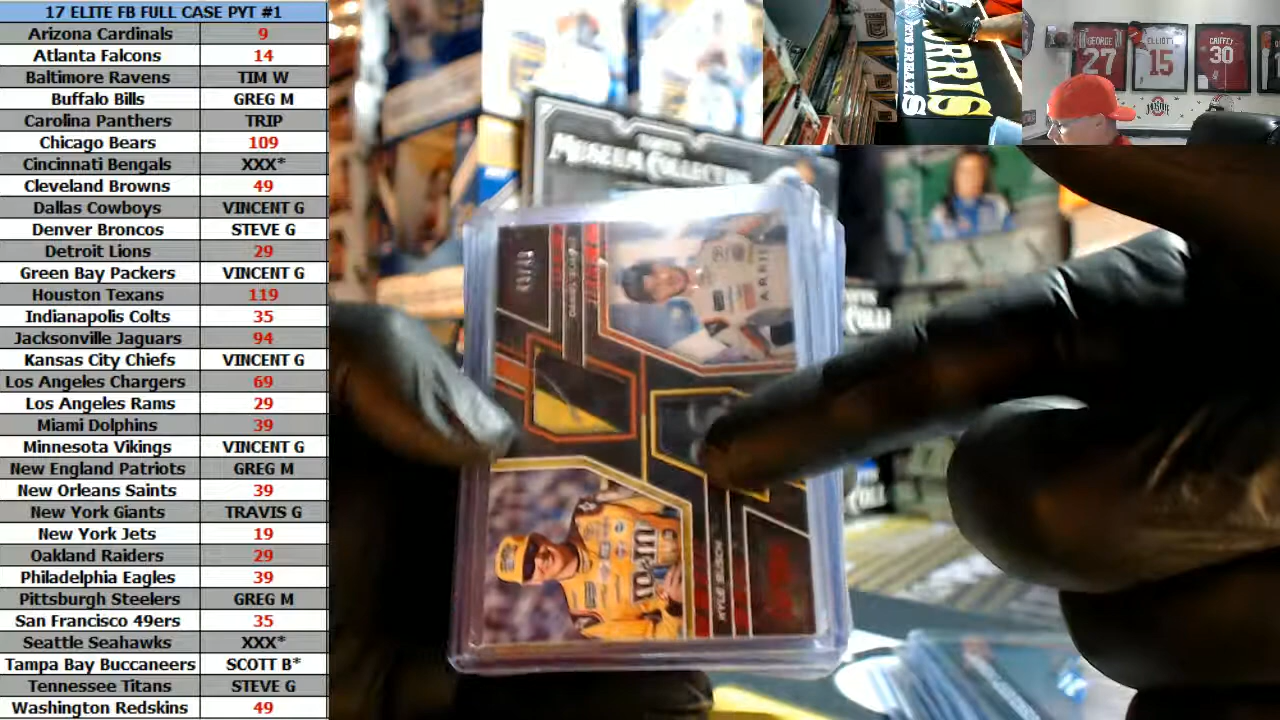 17 ELITE FB FULL CASE PYT #1
Arizona Cardinals 9
Atlanta Falcons 14
Baltimore Ravens TIM W
Buffalo Bills GREG M
Carolina Panthers TRIP
Chicago Bears 109
Cincinnati Bengals XXX*
Cleveland Browns 49
Dallas Cowboys VINCENT G
Denver Broncos STEVE G
Detroit Lions 29
Green Bay Packers VINCENT G
Houston Texans 119
Indianapolis Colts 35
Jacksonville Jaguars 94
Kansas City Chiefs VINCENT G
Los Angeles Chargers 69
Los Angeles Rams 29
Miami Dolphins 39
Minnesota Vikings VINCENT G
New England Patriots GREG M
New Orleans Saints 39
New York Giants TRAVIS G
New York Jets 19
Oakland Raiders 29
Philadelphia Eagles 39
Pittsburgh Steelers GREG M
San Francisco 49ers 35
Seattle Seahawks XXX*
Tampa Bay Buccaneers SCOTT B*
Tennessee Titans STEVE G
Washington Redskins 49
MUSEUM COLLECTION
ARRIS
KYLE BUSCH
BREAKS
GEORGE
27
ELLIOTT
15
GRIFFEY
30